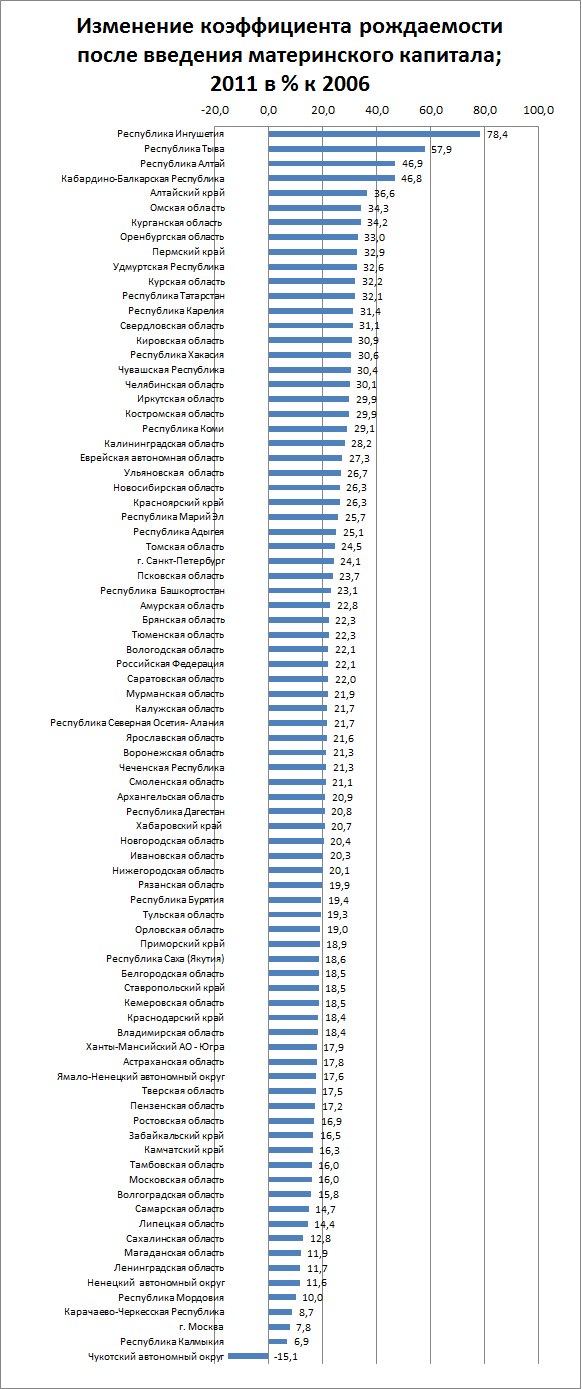 Изменение коэффициента рождаемости
после введения материнского капитала;
2011 в % к 2006
-20,0 0,0 20,0 40,0 60,0 80,0 100,0
Республика Ингушетия 78,4
Республика Тыва 57,9
Республика Алтай 46,9
Кабардино-Балкарская Республика 46,8
Алтайский край 36,6
Омская область 34,3
Курганская область 34,2
Оренбургская область 33,0
Пермский край 32,9
Удмуртская Республика 32,6
Курская область 32,2
Республика Татарстан 32,1
Республика Карелия 31,4
Свердловская область 31,1
Кировская область 30,9
Республика Хакасия 30,6
Чувашская Республика 30,4
Челябинская область 30,1
Иркутская область 29,9
Костромская область 29,9
Республика Коми 29,1
Калининградская область 28,2
Еврейская автономная область 27,3
Ульяновская область 26,7
Новосибирская область 26,3
Красноярский край 26,3
Республика Марий Эл 25,7
Республика Адыгея 25,1
Томская область 24,5
г. Санкт-Петербург 24,1
Псковская область 23,7
Республика Башкортостан 23,1
Амурская область 22,8
Брянская область 22,3
Тюменская область 22,3
Вологодская область 22,1
Российская Федерация 22,1
Саратовская область 22,0
Мурманская область 21,9
Калужская область 21,7
Республика Северная Осетия- Алания 21,7
Ярославская область 21,6
Воронежская область 21,3
Чеченская Республика 21,3
Смоленская область 21,1
Архангельская область 20,9
Республика Дагестан 20,8
Хабаровский край 20,7
Новгородская область 20,4
Ивановская область 20,3
Нижегородская область 20,1
Рязанская область 19,9
Республика Бурятия 19,4
Тульская область 19,3
Орловская область 19,0
Приморский край 18,9
Республика Саха (Якутия) 18,6
Белгородская область 18,5
Ставропольский край 18,5
Кемеровская область 18,5
Краснодарский край 18,4
Владимирская область 18,4
Ханты-Мансийский АО - Югра 17,9
Астраханская область 17,8
Ямало-Ненецкий автономный округ 17,6
Тверская область 17,5
Пензенская область 17,2
Ростовская область 16,9
Забайкальский край 16,5
Камчатский край 16,3
Тамбовская область 16,0
Московская область 16,0
Волгоградская область 15,8
Самарская область 14,7
Липецкая область 14,4
Сахалинская область 12,8
Магаданская область 11,9
Ленинградская область 11,7
Ненецкий автономный округ 11,6
Республика Мордовия 10,0
Карачаево-Черкесская Республика 8,7
г. Москва 7,8
Республика Калмыкия 6,9
Чукотский автономный округ -15,1